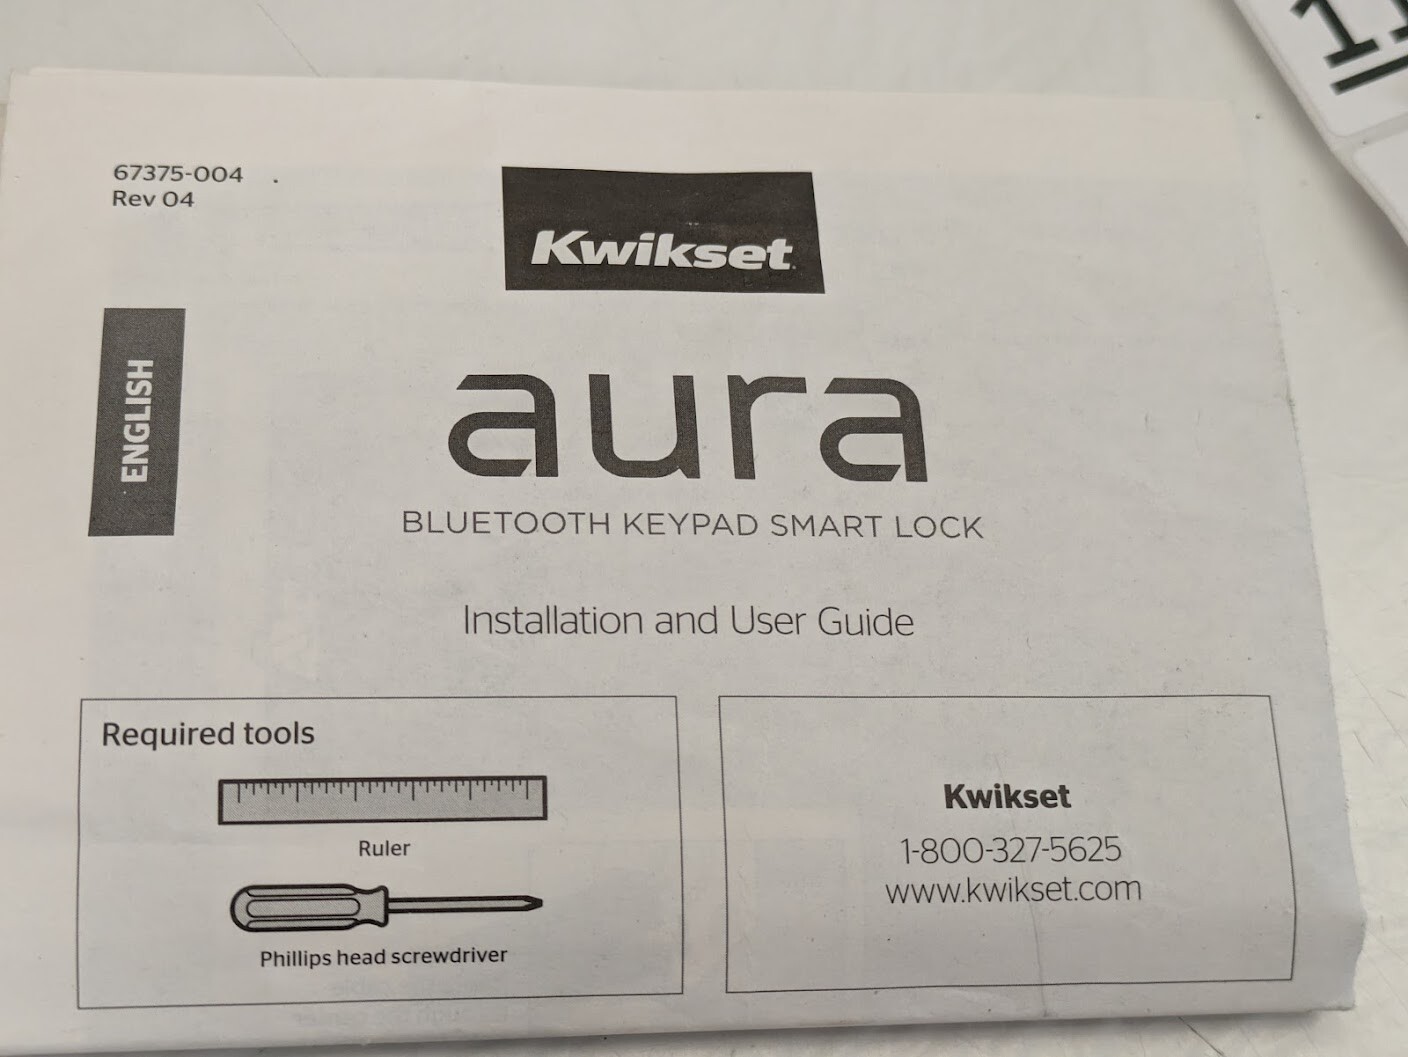 67375-004
Rev 04
Kwikset
ENGLISH
aura
BLUETOOTH KEYPAD SMART LOCK
Installation and User Guide
Required tools
Ruler
Phillips head screwdriver
Kwikset
1-800-327-5625
www.kwikset.com
11